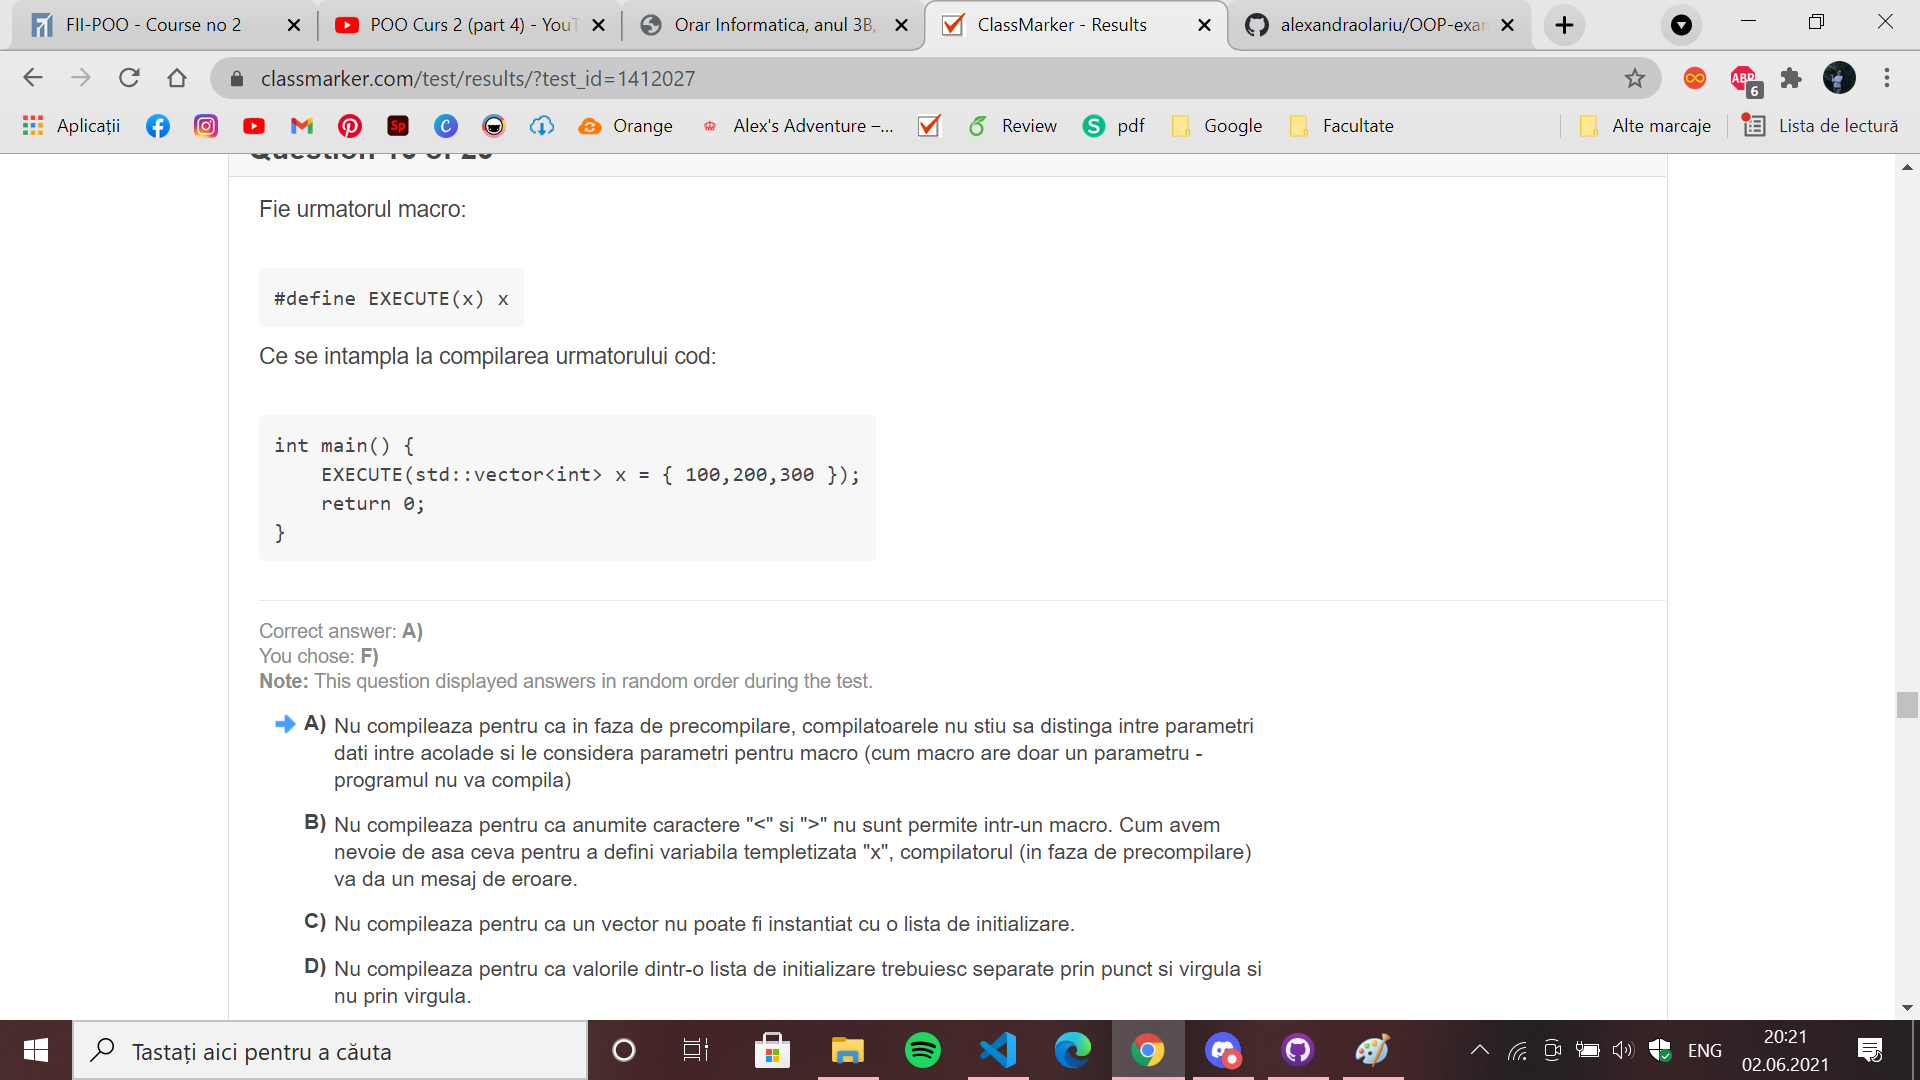 FII-POO - Course no 2
POO Curs 2 (part 4) - YouT
Orar Informatica, anul 3B,
ClassMarker - Results
alexandraolariu/OOP-exa
classmarker.com/test/results/?test_id=1412027
ABP
6
Aplicații
Sp
Orange
Alex's Adventure –...
Review
S
pdf
Google
Facultate
Alte marcaje
Lista de lectură
Fie urmatorul macro:
#define EXECUTE(x) x
Ce se intampla la compilarea urmatorului cod:
int main() {
    EXECUTE(std::vector<int> x = { 100,200,300 });
    return 0;
}
Correct answer: A)
You chose: F)
Note: This question displayed answers in random order during the test.
A) Nu compileaza pentru ca in faza de precompilare, compilatoarele nu stiu sa distinga intre parametri
dati intre acolade si le considera parametri pentru macro (cum macro are doar un parametru -
programul nu va compila)
B) Nu compileaza pentru ca anumite caractere "<" si ">" nu sunt permite intr-un macro. Cum avem
nevoie de asa ceva pentru a defini variabila templetizata "x", compilatorul (in faza de precompilare)
va da un mesaj de eroare.
C) Nu compileaza pentru ca un vector nu poate fi instantiat cu o lista de initializare.
D) Nu compileaza pentru ca valorile dintr-o lista de initializare trebuiesc separate prin punct si virgula si
nu prin virgula.
Tastați aici pentru a căuta
ENG
20:21
02.06.2021